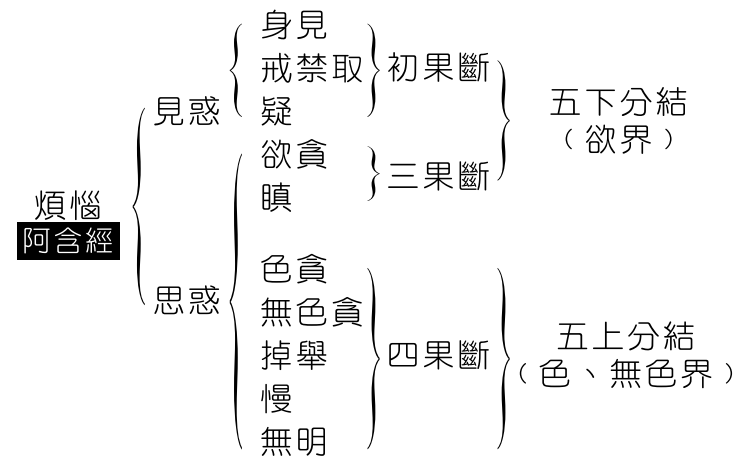 煩惱
阿含經
見惑
身見
戒禁取
疑
初果斷
思惑
欲貪
瞋
三果斷
五下分結
（欲界）
色貪
無色貪
掉舉
慢
無明
四果斷
五上分結
（色、無色界）